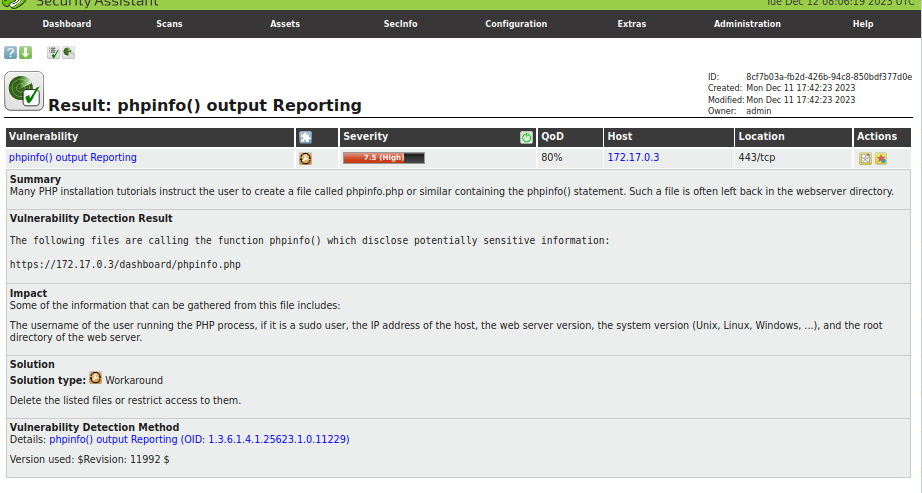 Security Assistant
Tue Dec 12 08:06:19 2023 UTC
Dashboard Scans Assets SecInfo Configuration Extras Administration Help
ID: 8cf7b03a-fb2d-426b-94c8-850bdf377d0e
Created: Mon Dec 11 17:42:23 2023
Modified: Mon Dec 11 17:42:23 2023
Owner: admin
Result: phpinfo() output Reporting
Vulnerability Severity QoD Host Location Actions
phpinfo() output Reporting 7.5 (High) 80% 172.17.0.3 443/tcp
Summary
Many PHP installation tutorials instruct the user to create a file called phpinfo.php or similar containing the phpinfo() statement. Such a file is often left back in the webserver directory.
Vulnerability Detection Result
The following files are calling the function phpinfo() which disclose potentially sensitive information:
https://172.17.0.3/dashboard/phpinfo.php
Impact
Some of the information that can be gathered from this file includes:
The username of the user running the PHP process, if it is a sudo user, the IP address of the host, the web server version, the system version (Unix, Linux, Windows, ...), and the root
directory of the web server.
Solution
Solution type: Workaround
Delete the listed files or restrict access to them.
Vulnerability Detection Method
Details: phpinfo() output Reporting (OID: 1.3.6.1.4.1.25623.1.0.11229)
Version used: $Revision: 11992 $